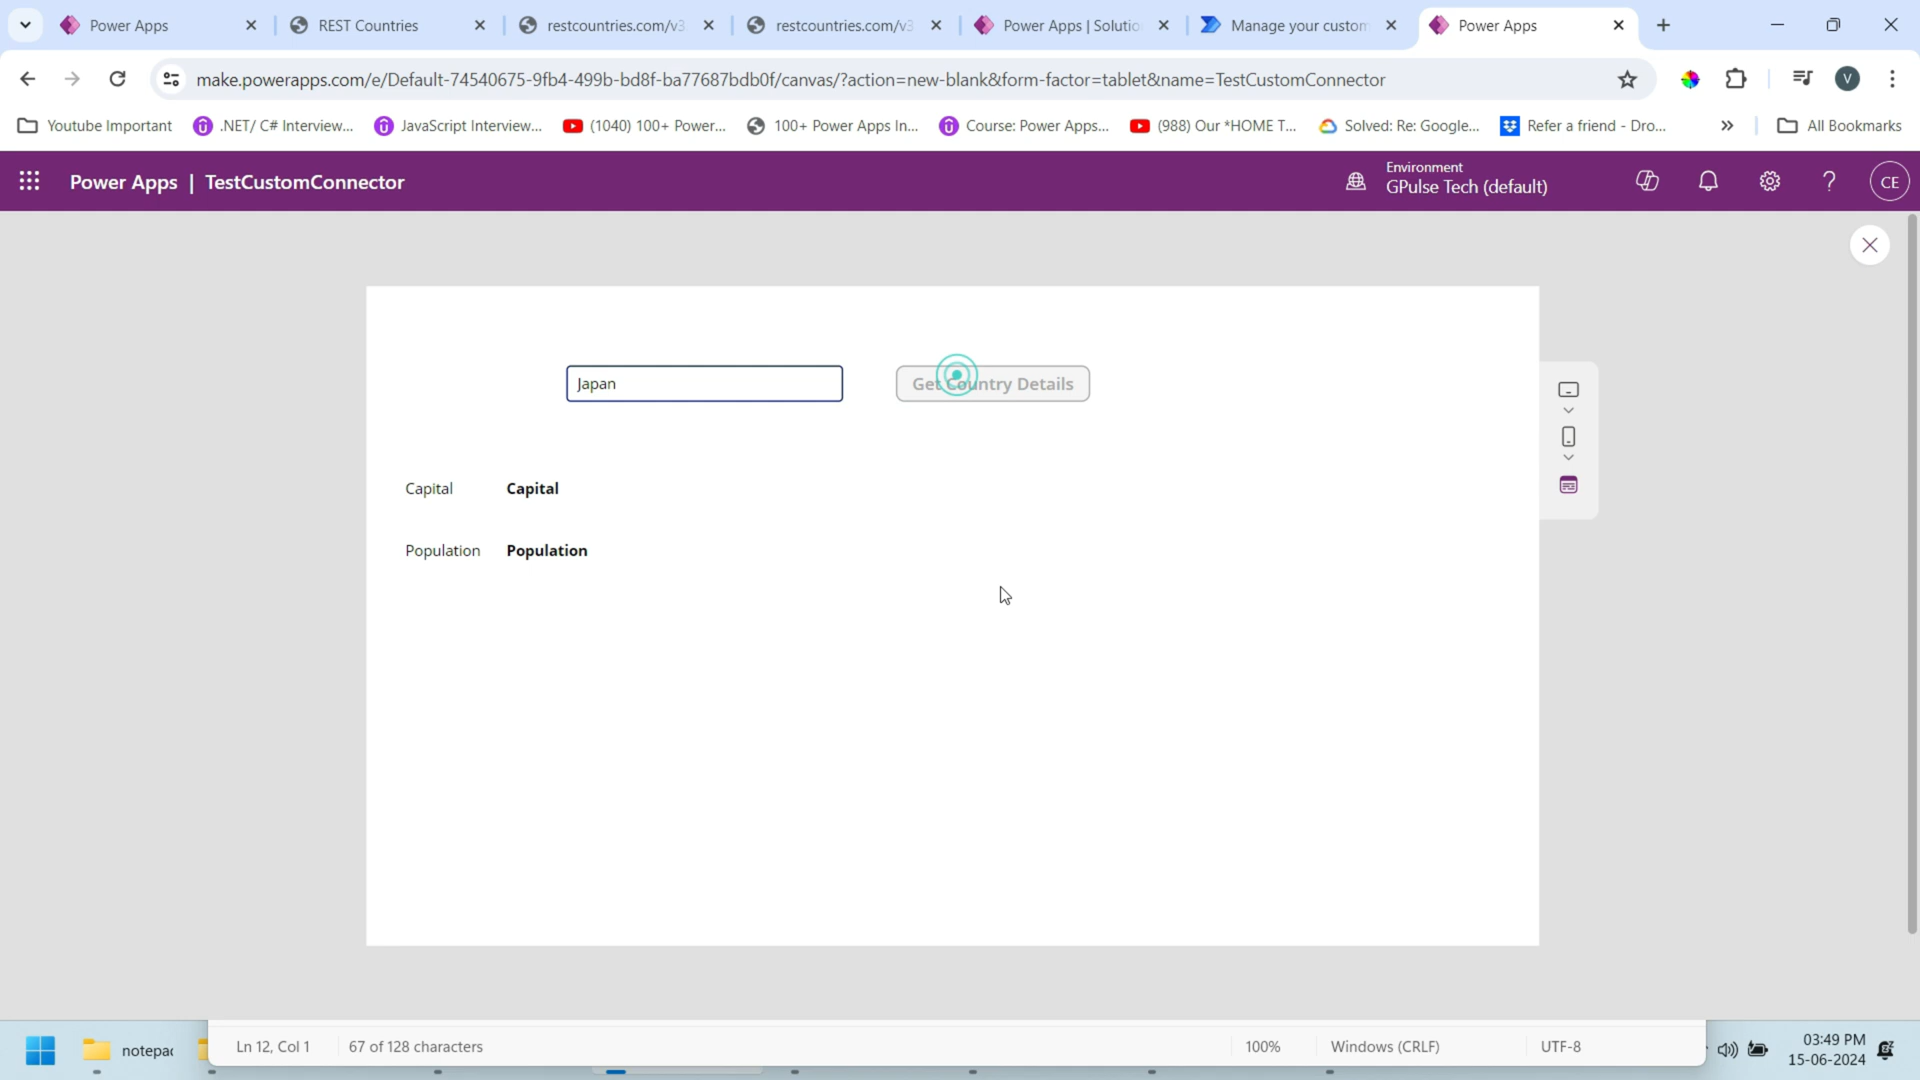 Power Apps
REST Countries
restcountries.com/v3
restcountries.com/v3
Power Apps | Solutio
Manage your custom
Power Apps
make.powerapps.com/e/Default-74540675-9fb4-499b-bd8f-ba77687bdb0f/canvas/?action=new-blank&form-factor=tablet&name=TestCustomConnector
V
Youtube Important
.NET/ C# Interview...
JavaScript Interview...
(1040) 100+ Power...
100+ Power Apps In...
Course: Power Apps...
(988) Our *HOME T...
Solved: Re: Google...
Refer a friend - Dro...
»
All Bookmarks
Power Apps | TestCustomConnector
Environment
GPulse Tech (default)
CE
Japan
Get Country Details
Capital Capital
Population Population
notepad
Ln 12, Col 1
67 of 128 characters
100%
Windows (CRLF)
UTF-8
03:49 PM
15-06-2024